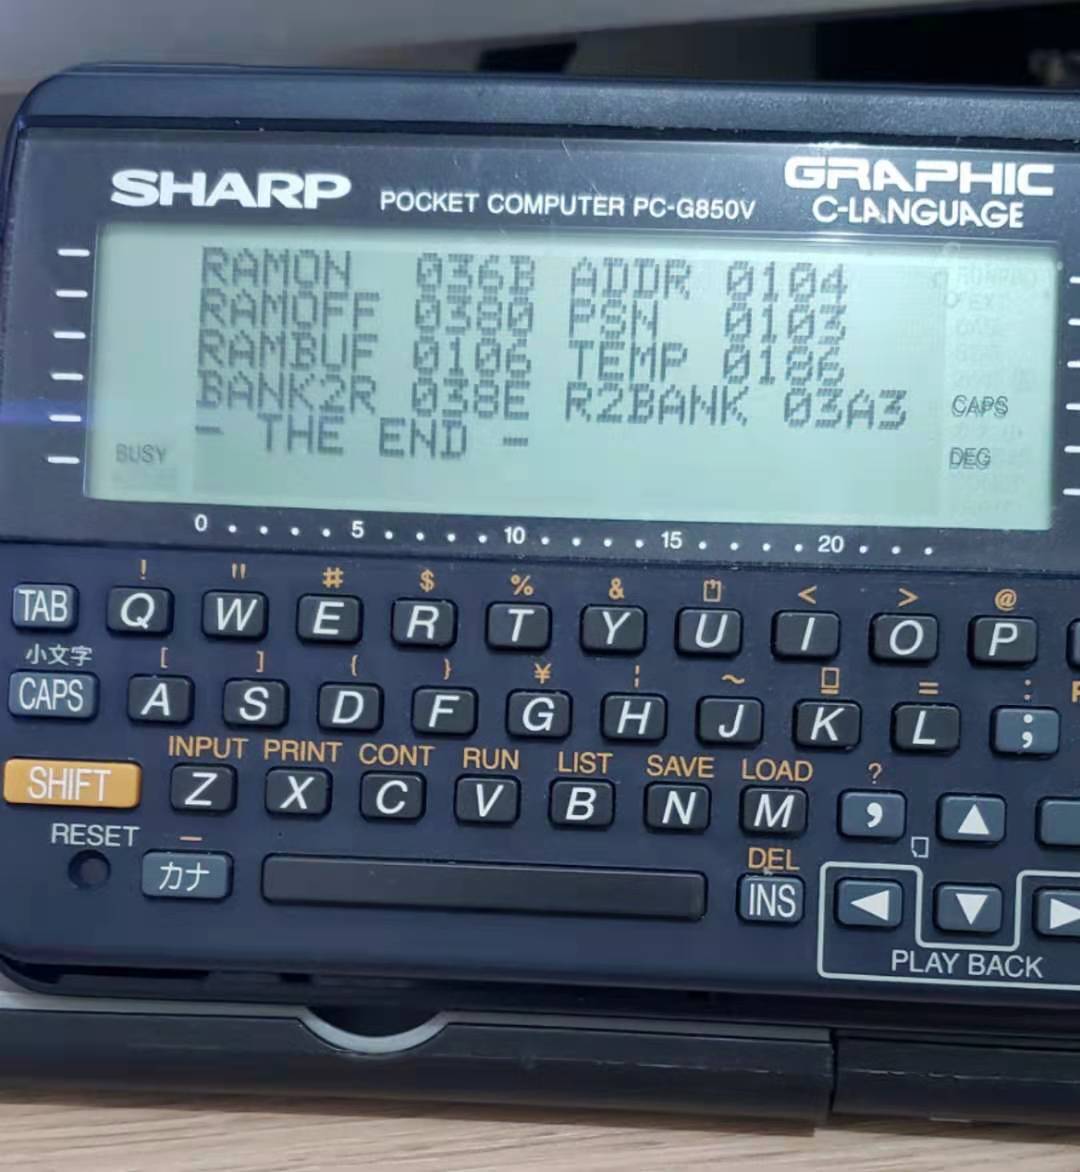 SHARP POCKET COMPUTER PC-G850V GRAPHIC
C-LANGUAGE
RAMON 036B ADDR 0104
RAMOFF 0380 PSN 0103
RAMBUF 0106 TEMP 0186
BANK2R 038E R2BANK 03A3
- THE END -
CAPS
BUSY
DEG
0 . . . . 5 . . . . 10 . . . . 15 . . . . 20 . . .
! " # $ % & < > @
TAB Q W E R T Y U I O P
小文字 [ ] { } ¥ ¦ ~ = :
CAPS A S D F G H J K L ;
INPUT PRINT CONT RUN LIST SAVE LOAD ?
SHIFT Z X C V B N M , ▲
RESET – DEL
カナ INS ◀ ▼ ▶
PLAY BACK